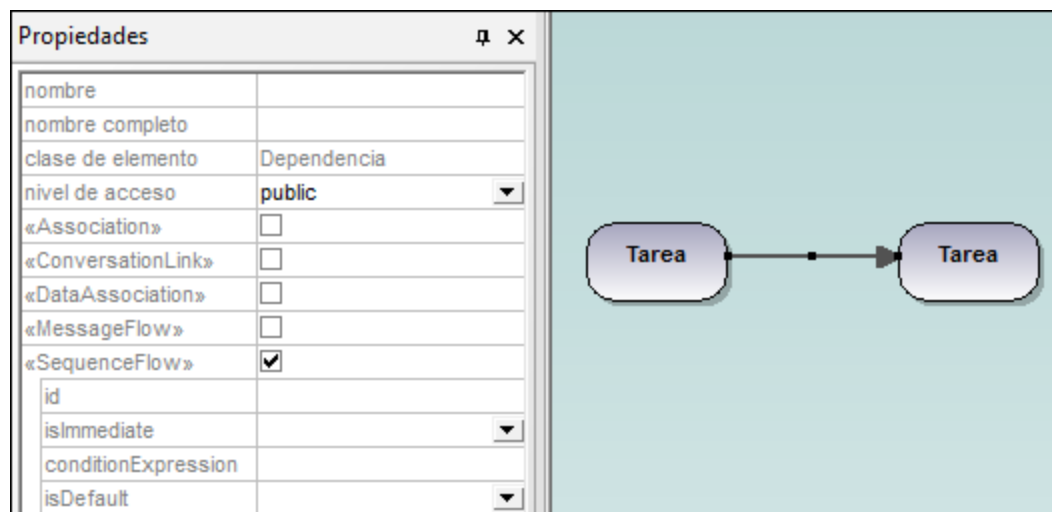 Propiedades
nombre
nombre completo
clase de elemento Dependencia
nivel de acceso public
«Association»
«ConversationLink»
«DataAssociation»
«MessageFlow»
«SequenceFlow»
id
isImmediate
conditionExpression
isDefault
Tarea Tarea